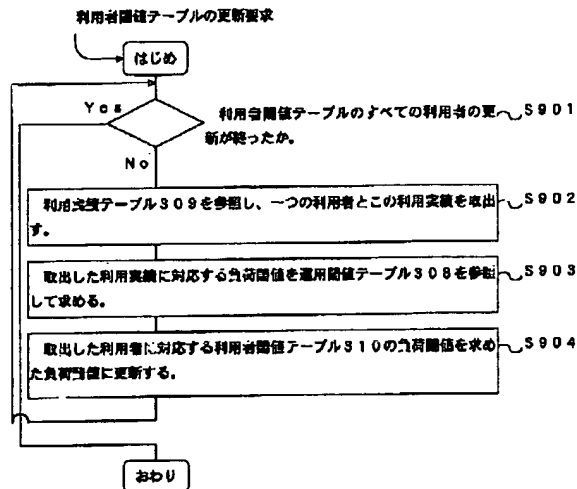 利用者閾値テーブルの更新要求
はじめ
Yes
利用者閾値テーブルのすべての利用者の更
新が終ったか。
S901
No
利用実績テーブル309を参照し、一つの利用者とこの利用実績を取出
す。
S902
取出した利用実績に対応する負荷閾値を運用閾値テーブル308を参照
して求める。
S903
取出した利用者に対応する利用者閾値テーブル310の負荷閾値を求め
た負荷閾値に更新する。
S904
おわり